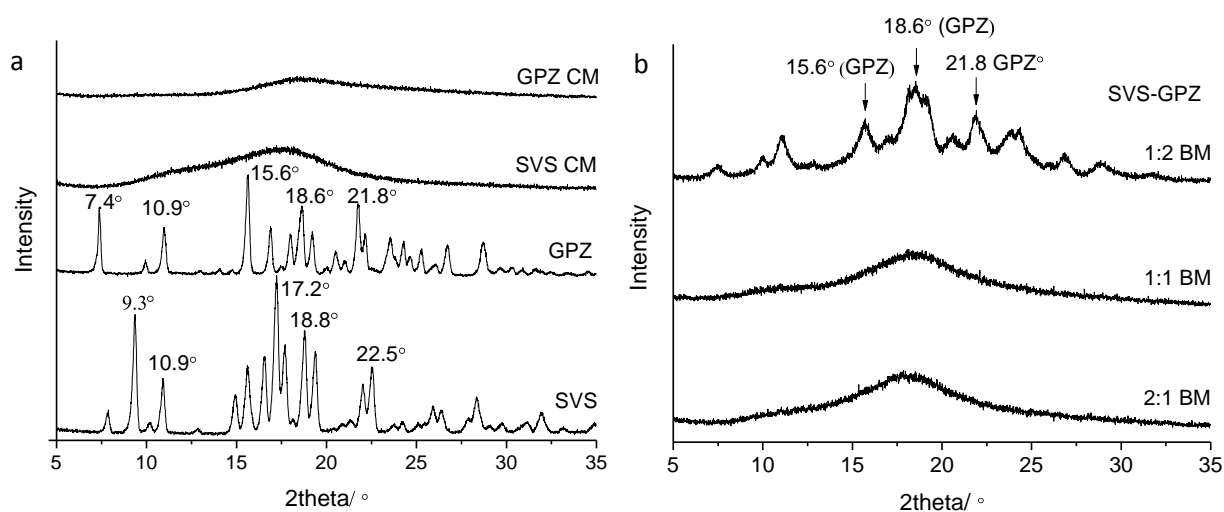 a
GPZ CM
SVS CM
15.6°
7.4°
10.9°
18.6°
21.8°
GPZ
9.3°
10.9°
17.2°
18.8°
22.5°
SVS
Intensity
5 10 15 20 25 30 35
2theta/ °
b
18.6° (GPZ)
15.6° (GPZ)
21.8 GPZ°
SVS-GPZ
1:2 BM
1:1 BM
2:1 BM
Intensity
5 10 15 20 25 30 35
2theta/ °